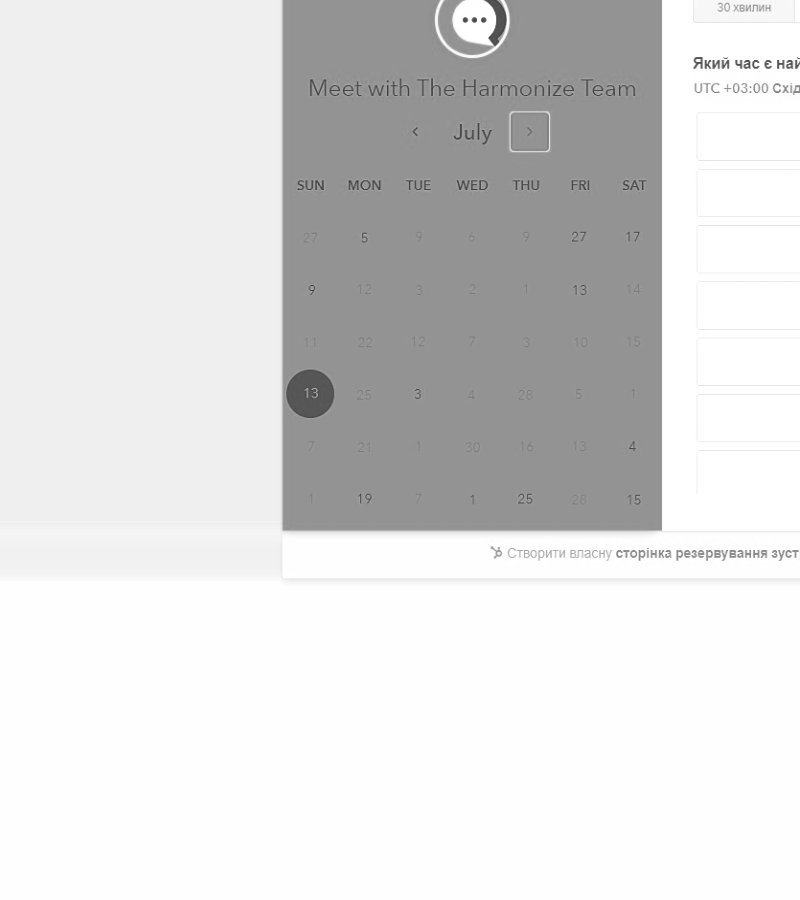 30 хвилин
Meet with The Harmonize Team
Який час є най
July
UTC +03:00 Схід
SUN MON TUE WED THU FRI SAT
27 5 9 6 9 27 17
9 12 3 2 1 13 14
11 22 12 7 3 10 15
13 25 3 4 28 5 1
7 21 1 30 16 13 4
1 19 7 1 25 28 15
Створити власну сторінка резервування зуст